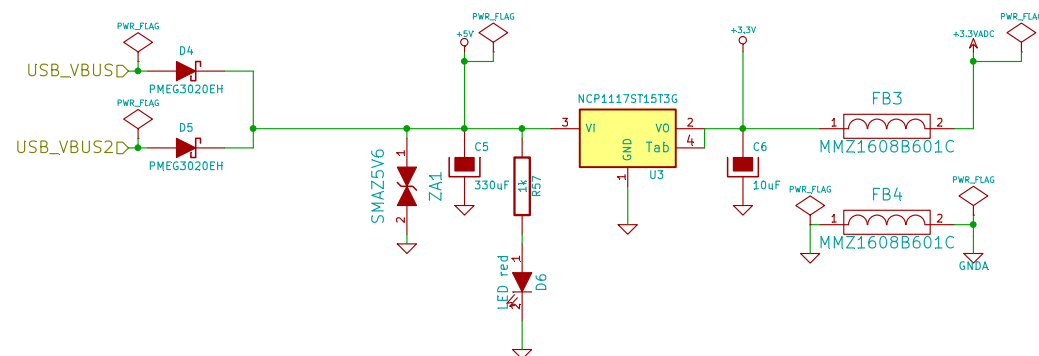 PWR_FLAG
D4
USB_VBUS
PMEG3020EH
PWR_FLAG
D5
USB_VBUS2
PMEG3020EH
+5V
PWR_FLAG
1
SMAZ5V6
ZA1
2
C5
330uF
1k
R57
LED red
1
2
D6
NCP1117ST15T3G
3
VI
VO
2
Tab
4
GND
1
U3
+3.3V
C6
10uF
+3.3VADC
PWR_FLAG
FB3
1
2
MMZ1608B601C
PWR_FLAG
FB4
PWR_FLAG
1
2
MMZ1608B601C
GNDA